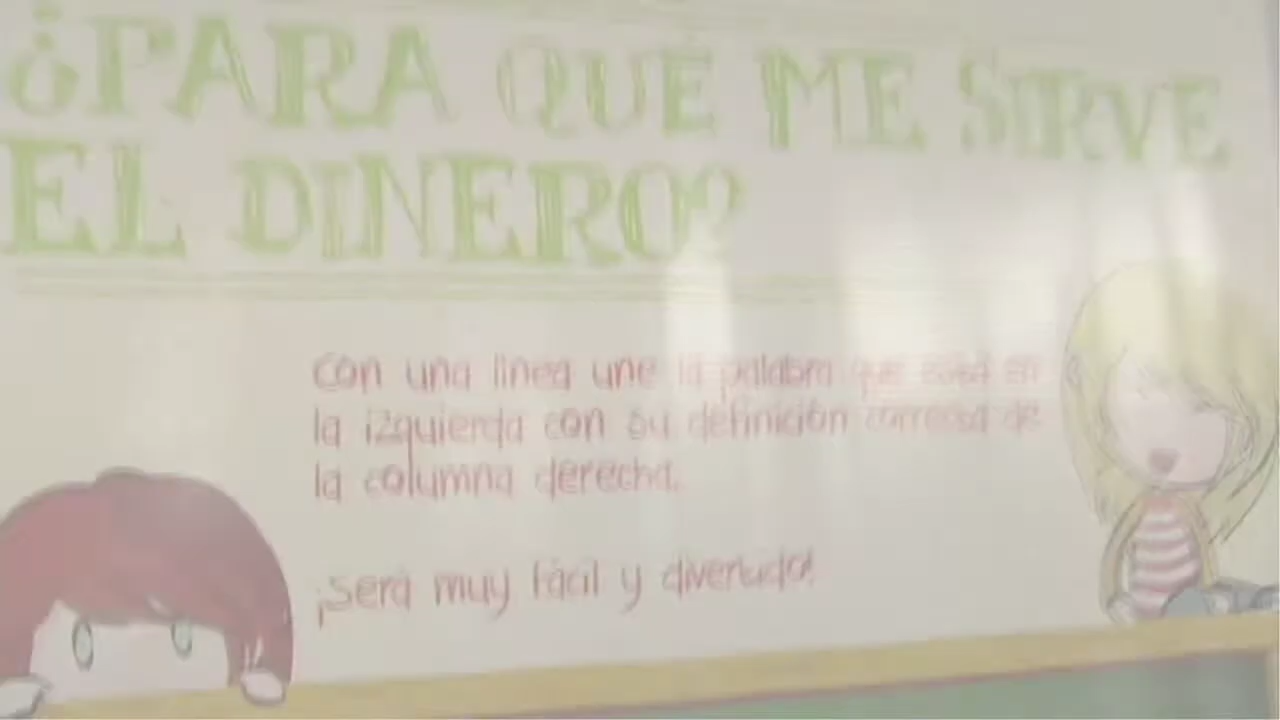 ¿PARA QUÉ ME SIRVE
EL DINERO?
Con una línea une la palabra que está en
la izquierda con su definición correcta de
la columna derecha.
¡Será muy fácil y divertido!